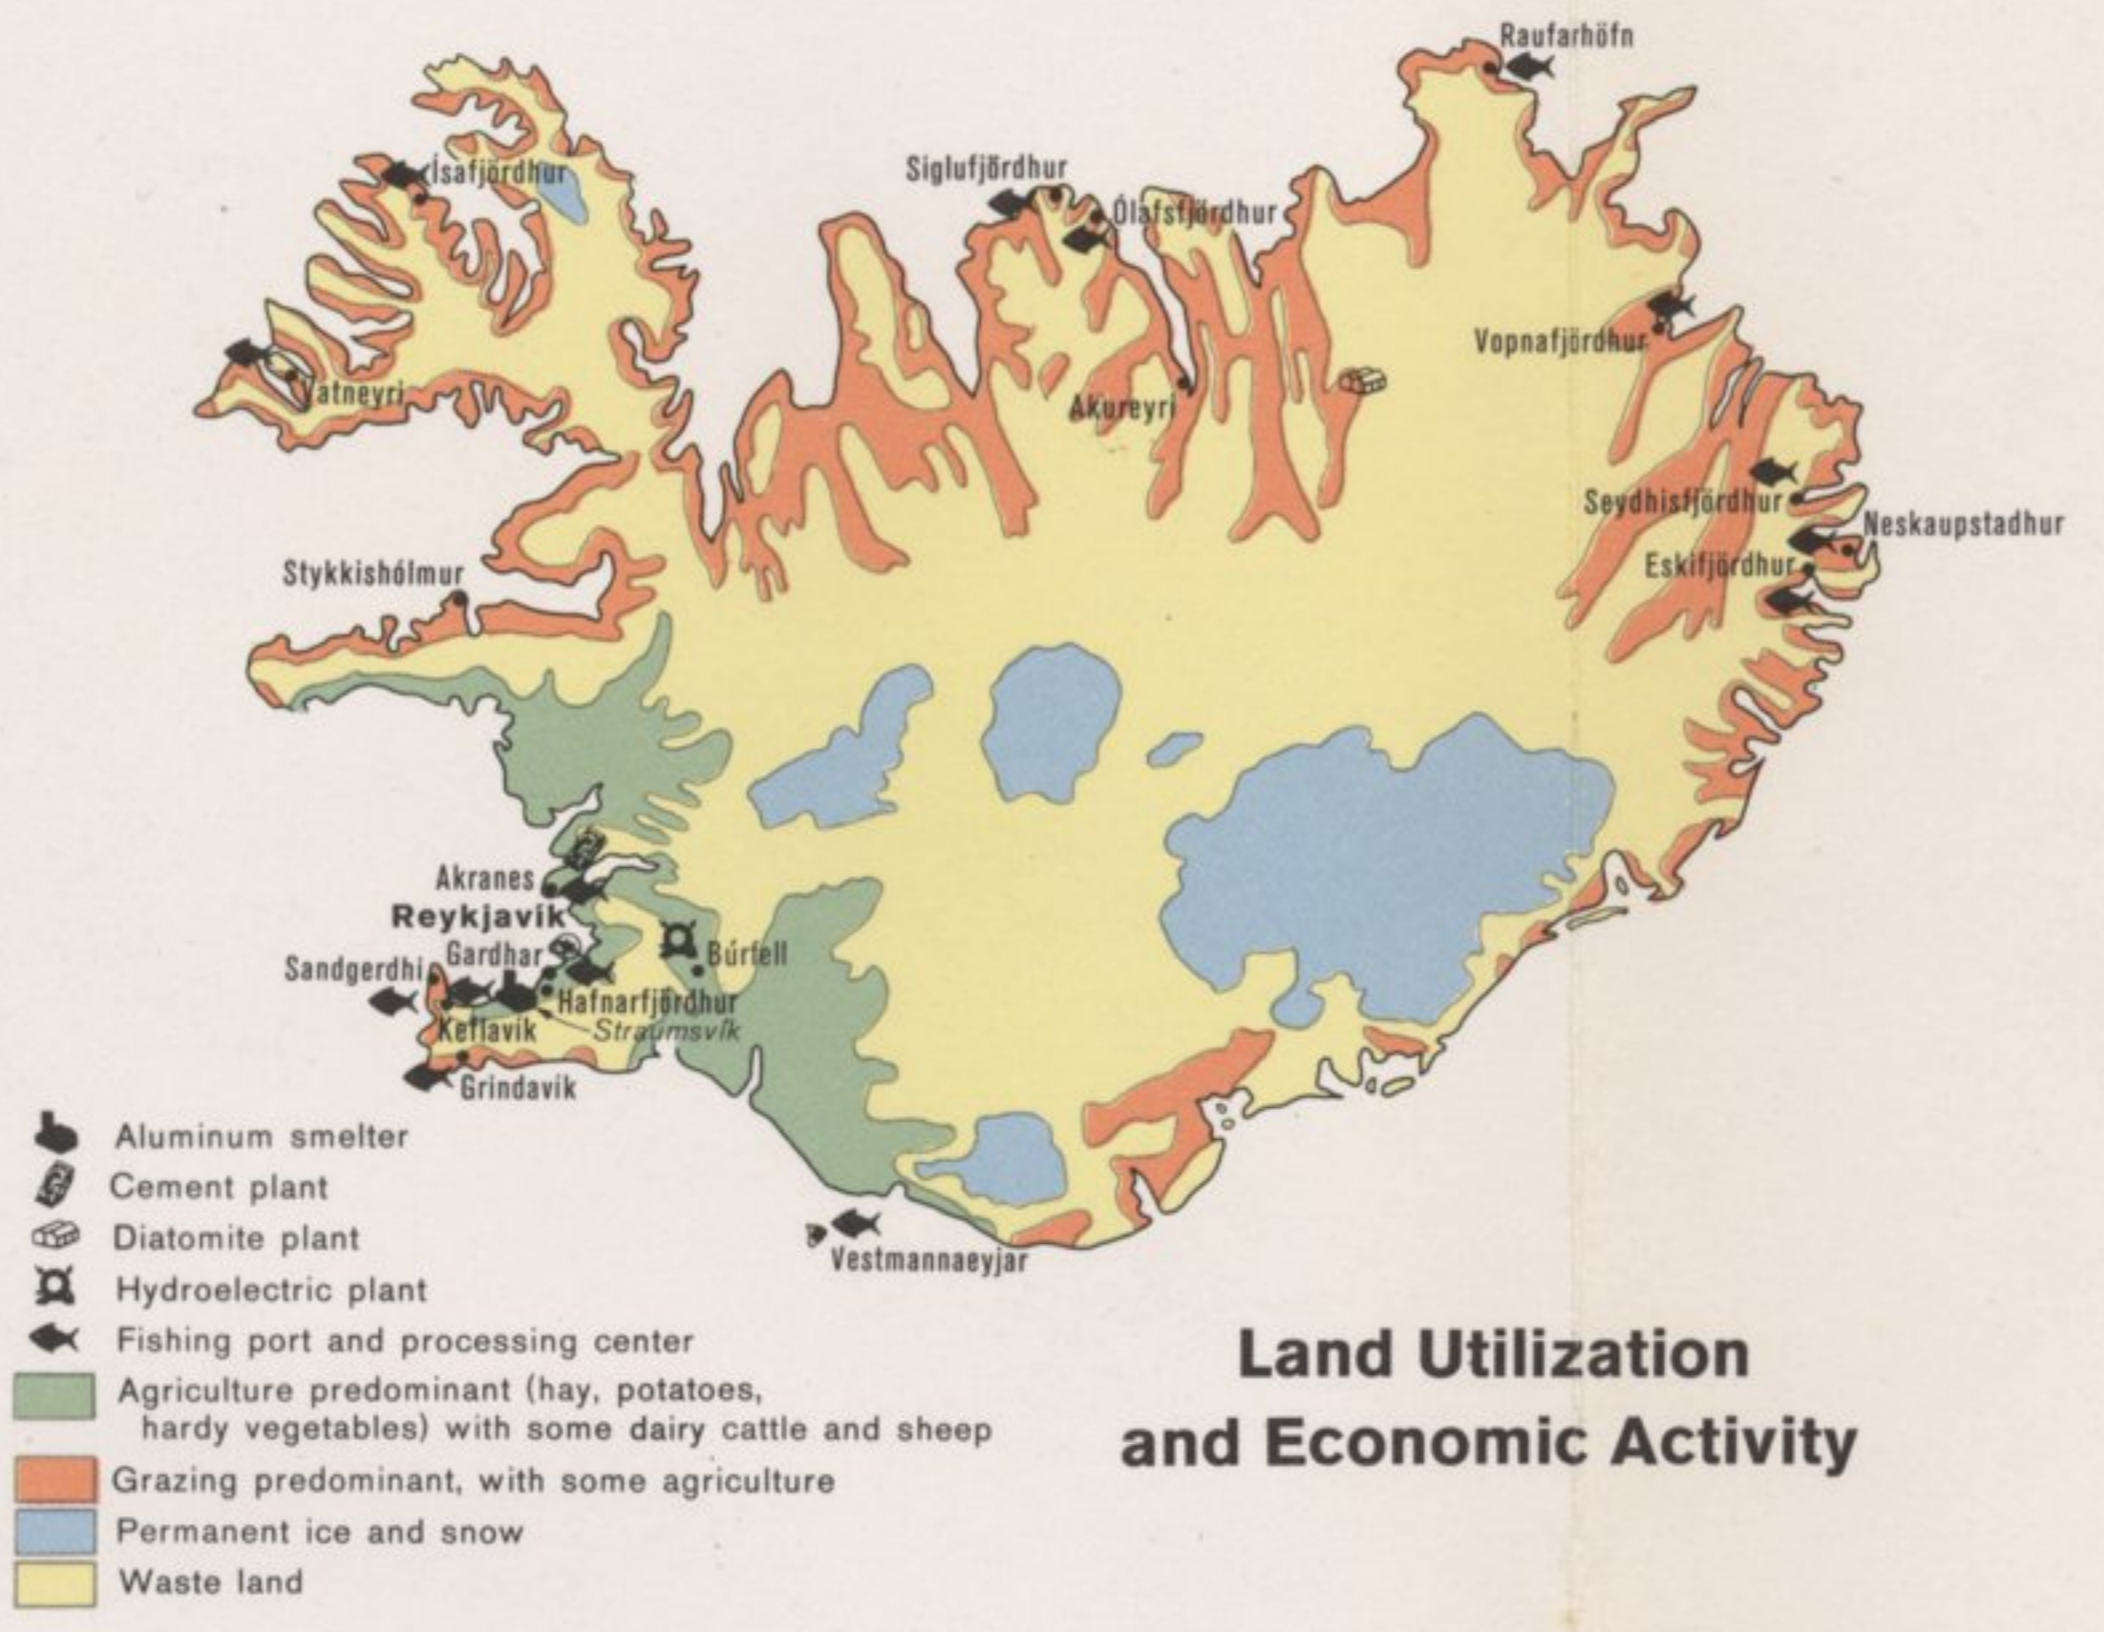 Raufarhöfn
Siglufjördhur
Ísafjördhur
Ólafsfjördhur
Vopnafjördhur
Vatneyri
Akureyri
Seydhisfjördhur
Neskaupstadhur
Eskifjördhur
Stykkishólmur
Akranes
Reykjavík
Gardhar
Búrfell
Sandgerdhi
Hafnarfjördhur
Keflavík
Straumsvík
Grindavík
Vestmannaeyjar
Aluminum smelter
Cement plant
Diatomite plant
Hydroelectric plant
Fishing port and processing center
Agriculture predominant (hay, potatoes,
hardy vegetables) with some dairy cattle and sheep
Grazing predominant, with some agriculture
Permanent ice and snow
Waste land
Land Utilization
and Economic Activity